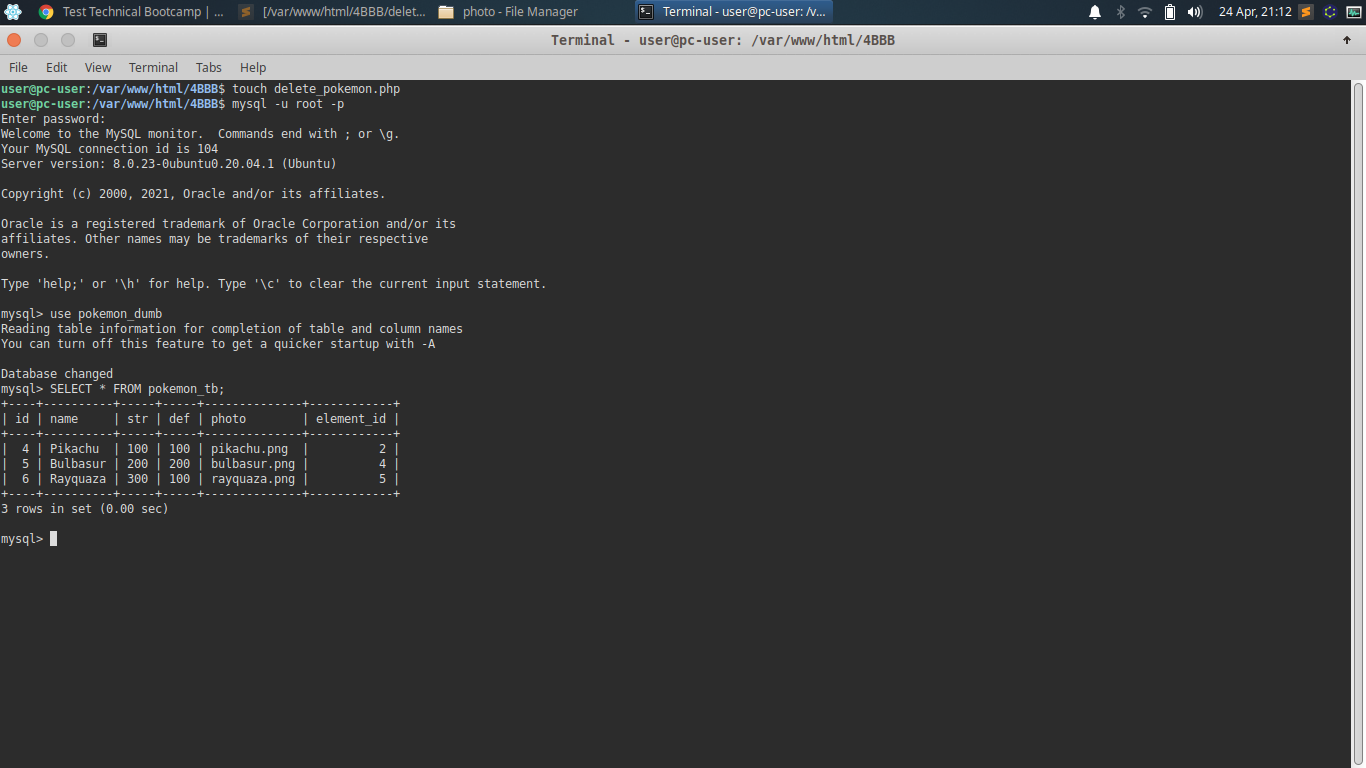 Test Technical Bootcamp | ...
[/var/www/html/4BBB/delet...
photo - File Manager
Terminal - user@pc-user: /v...
24 Apr, 21:12
Terminal - user@pc-user: /var/www/html/4BBB
File Edit View Terminal Tabs Help
user@pc-user:/var/www/html/4BBB$ touch delete_pokemon.php
user@pc-user:/var/www/html/4BBB$ mysql -u root -p
Enter password:
Welcome to the MySQL monitor.  Commands end with ; or \g.
Your MySQL connection id is 104
Server version: 8.0.23-0ubuntu0.20.04.1 (Ubuntu)
Copyright (c) 2000, 2021, Oracle and/or its affiliates.
Oracle is a registered trademark of Oracle Corporation and/or its
affiliates. Other names may be trademarks of their respective
owners.
Type 'help;' or '\h' for help. Type '\c' to clear the current input statement.
mysql> use pokemon_dumb
Reading table information for completion of table and column names
You can turn off this feature to get a quicker startup with -A
Database changed
mysql> SELECT * FROM pokemon_tb;
+----+----------+-----+-----+--------------+------------+
| id | name     | str | def | photo        | element_id |
+----+----------+-----+-----+--------------+------------+
|  4 | Pikachu  | 100 | 100 | pikachu.png  |          2 |
|  5 | Bulbasur | 200 | 200 | bulbasur.png |          4 |
|  6 | Rayquaza | 300 | 100 | rayquaza.png |          5 |
+----+----------+-----+-----+--------------+------------+
3 rows in set (0.00 sec)
mysql>